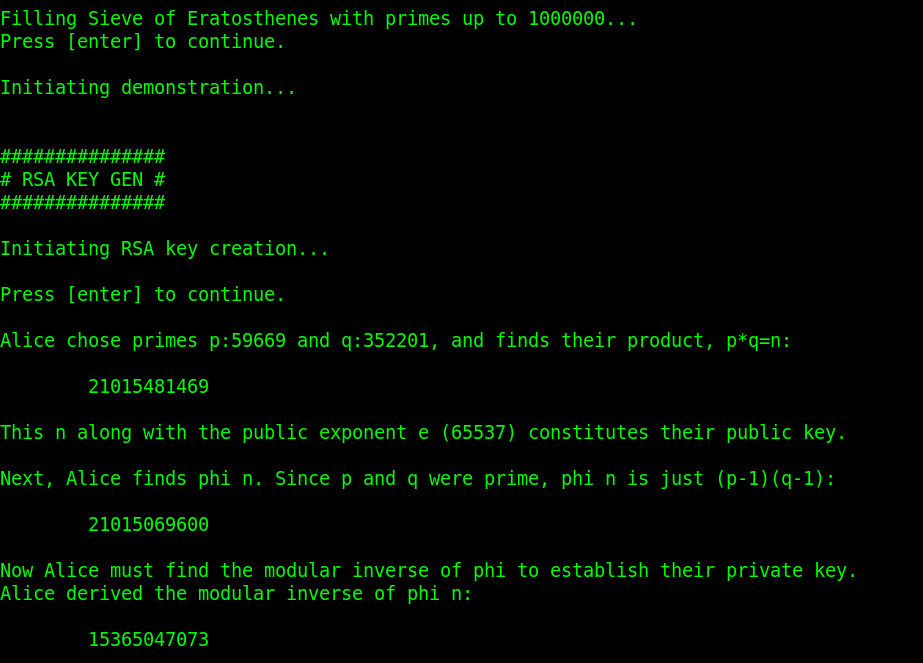 Filling Sieve of Eratosthenes with primes up to 1000000...
Press [enter] to continue.
Initiating demonstration...
###############
# RSA KEY GEN #
###############
Initiating RSA key creation...
Press [enter] to continue.
Alice chose primes p:59669 and q:352201, and finds their product, p*q=n:
21015481469
This n along with the public exponent e (65537) constitutes their public key.
Next, Alice finds phi n. Since p and q were prime, phi n is just (p-1)(q-1):
21015069600
Now Alice must find the modular inverse of phi to establish their private key.
Alice derived the modular inverse of phi n:
15365047073